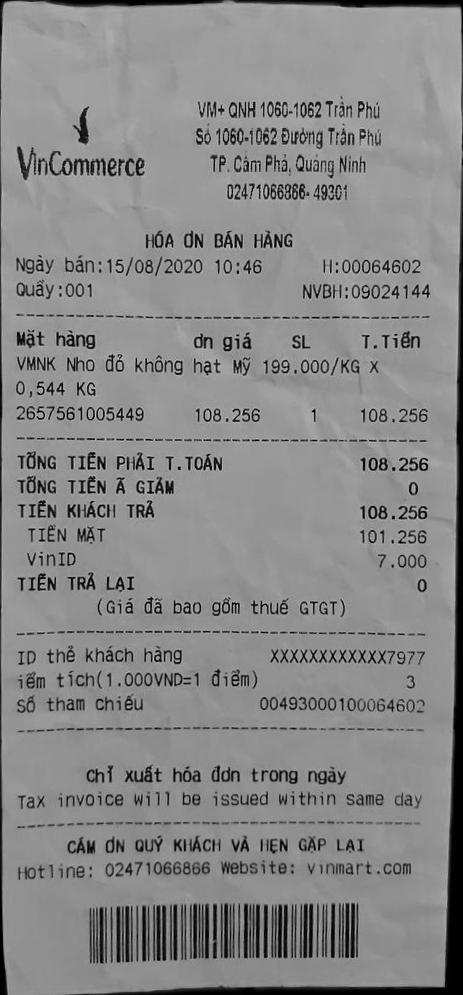 VinCommerce
VM+ QNH 1060-1062 Trần Phú
Số 1060-1062 Đường Trần Phú
TP. Cẩm Phả, Quảng Ninh
02471066866- 49301
HÓA ƠN BÁN HÀNG
Ngày bán:15/08/2020 10:46 H:00064602
Quầy:001 NVBH:09024144
Mặt hàng ơn giá SL T.Tiền
VMNK Nho đỏ không hạt Mỹ 199.000/KG X
0,544 KG
2657561005449 108.256 1 108.256
TỔNG TIỀN PHẢI T.TOÁN 108.256
TỔNG TIỀN Ã GIẢM 0
TIỀN KHÁCH TRẢ 108.256
TIỀN MẶT 101.256
VinID 7.000
TIỀN TRẢ LẠI 0
(Giá đã bao gồm thuế GTGT)
ID thẻ khách hàng XXXXXXXXXXXX7977
iểm tích(1.000VND=1 điểm) 3
Số tham chiếu 00493000100064602
Chỉ xuất hóa đơn trong ngày
Tax invoice will be issued within same day
CẢM ƠN QUÝ KHÁCH VÀ HẸN GẶP LẠI
Hotline: 02471066866 Website: vinmart.com